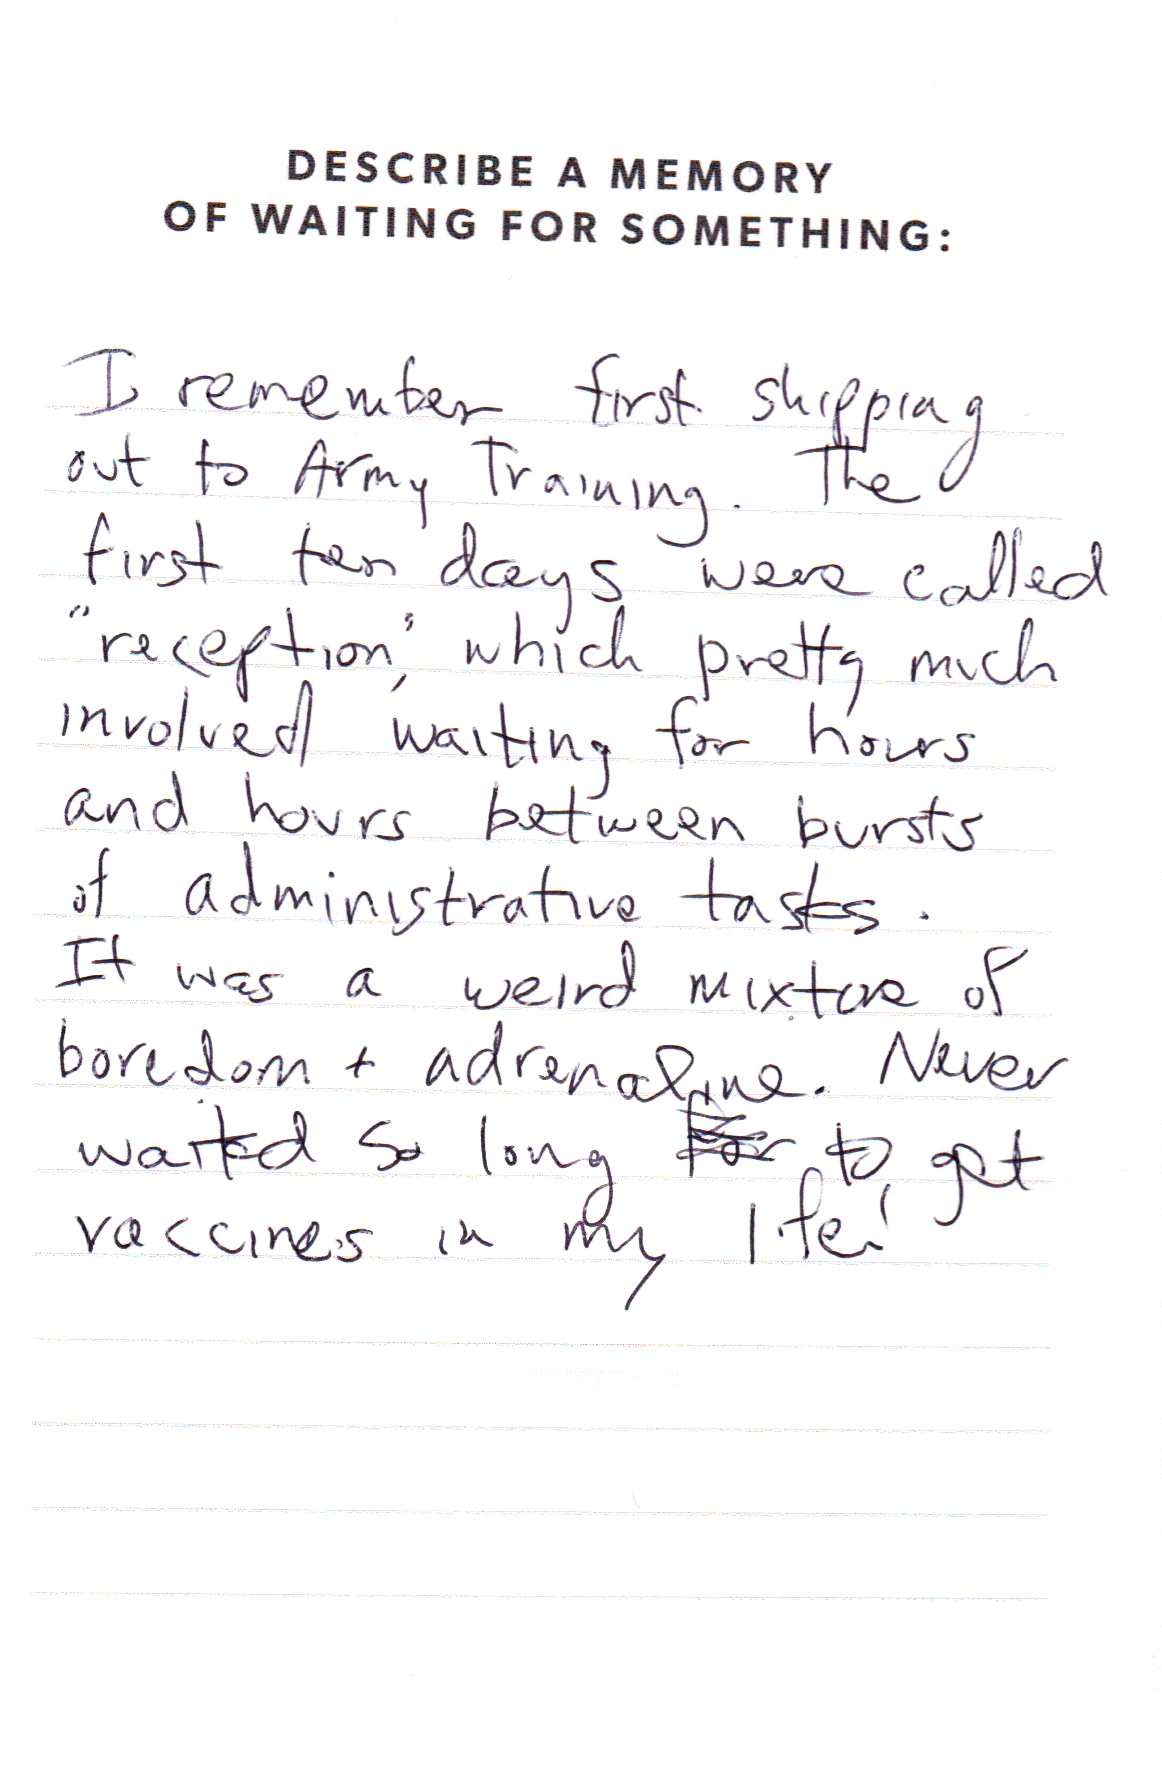 DESCRIBE A MEMORY
OF WAITING FOR SOMETHING:
I remember first shipping
out to Army Training. The
first ten days were called
"reception," which pretty much
involved waiting for hours
and hours between bursts
of administrative tasks.
It was a weird mixture of
boredom + adrenaline. Never
waited so long for to get
vaccines in my life!